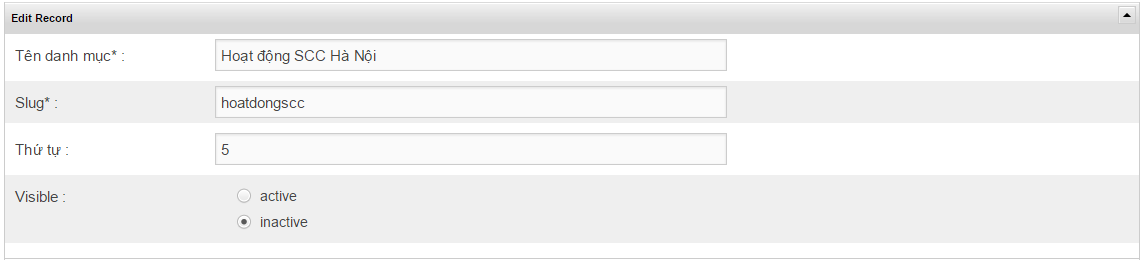 Edit Record
Tên danh mục* : Hoạt động SCC Hà Nội
Slug* : hoatdongscc
Thứ tự : 5
Visible : active
inactive